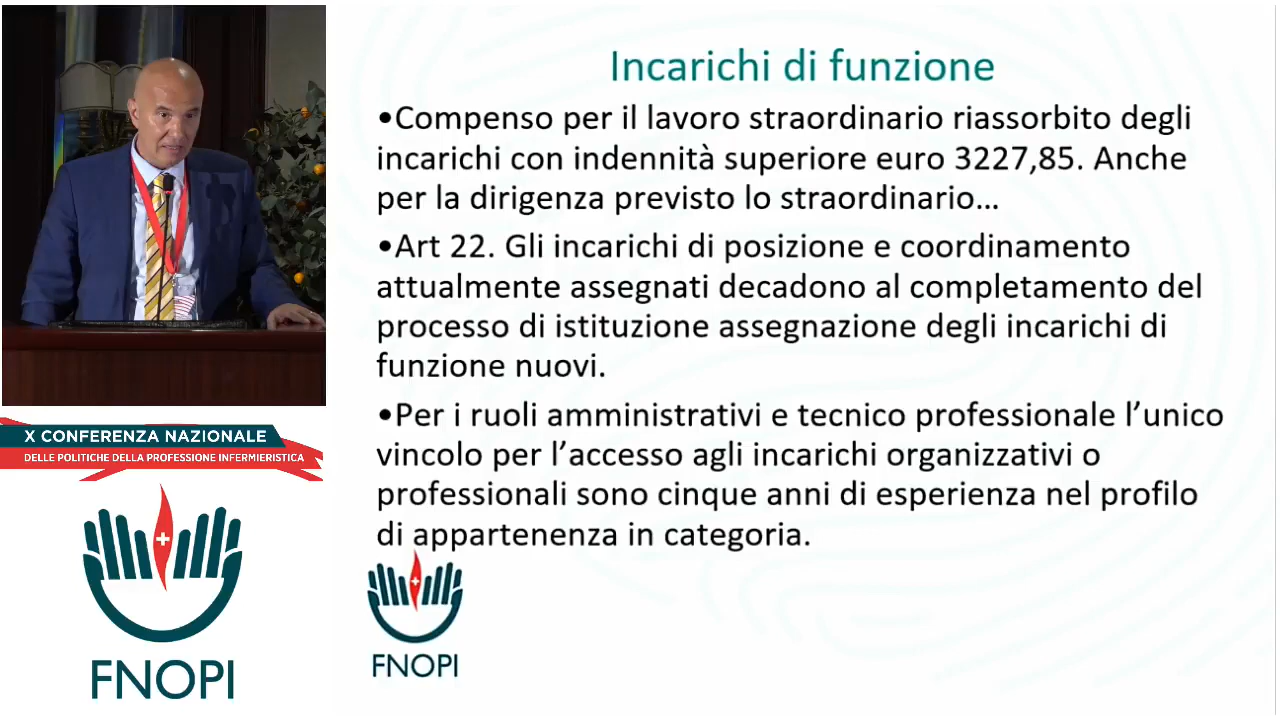 Incarichi di funzione
•Compenso per il lavoro straordinario riassorbito degli
incarichi con indennità superiore euro 3227,85. Anche
per la dirigenza previsto lo straordinario…
•Art 22. Gli incarichi di posizione e coordinamento
attualmente assegnati decadono al completamento del
processo di istituzione assegnazione degli incarichi di
funzione nuovi.
•Per i ruoli amministrativi e tecnico professionale l’unico
vincolo per l’accesso agli incarichi organizzativi o
professionali sono cinque anni di esperienza nel profilo
di appartenenza in categoria.
FNOPI
X CONFERENZA NAZIONALE
DELLE POLITICHE DELLA PROFESSIONE INFERMIERISTICA
FNOPI